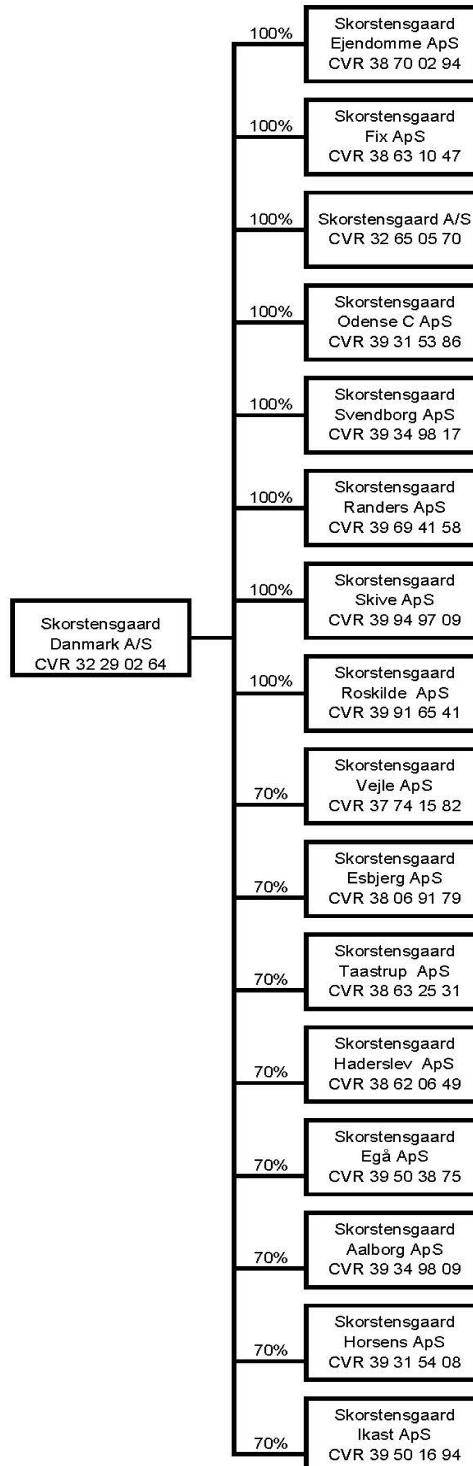 100%
Skorstensgaard
Ejendomme ApS
CVR 38 70 02 94
100%
Skorstensgaard
Fix ApS
CVR 38 63 10 47
100%
Skorstensgaard A/S
CVR 32 65 05 70
100%
Skorstensgaard
Odense C ApS
CVR 39 31 53 86
100%
Skorstensgaard
Svendborg ApS
CVR 39 34 98 17
100%
Skorstensgaard
Randers ApS
CVR 39 69 41 58
100%
Skorstensgaard
Skive ApS
CVR 39 94 97 09
Skorstensgaard
Danmark A/S
CVR 32 29 02 64
100%
Skorstensgaard
Roskilde ApS
CVR 39 91 65 41
70%
Skorstensgaard
Vejle ApS
CVR 37 74 15 82
70%
Skorstensgaard
Esbjerg ApS
CVR 38 06 91 79
70%
Skorstensgaard
Taastrup ApS
CVR 38 63 25 31
70%
Skorstensgaard
Haderslev ApS
CVR 38 62 06 49
70%
Skorstensgaard
Egå ApS
CVR 39 50 38 75
70%
Skorstensgaard
Aalborg ApS
CVR 39 34 98 09
70%
Skorstensgaard
Horsens ApS
CVR 39 31 54 08
70%
Skorstensgaard
Ikast ApS
CVR 39 50 16 94